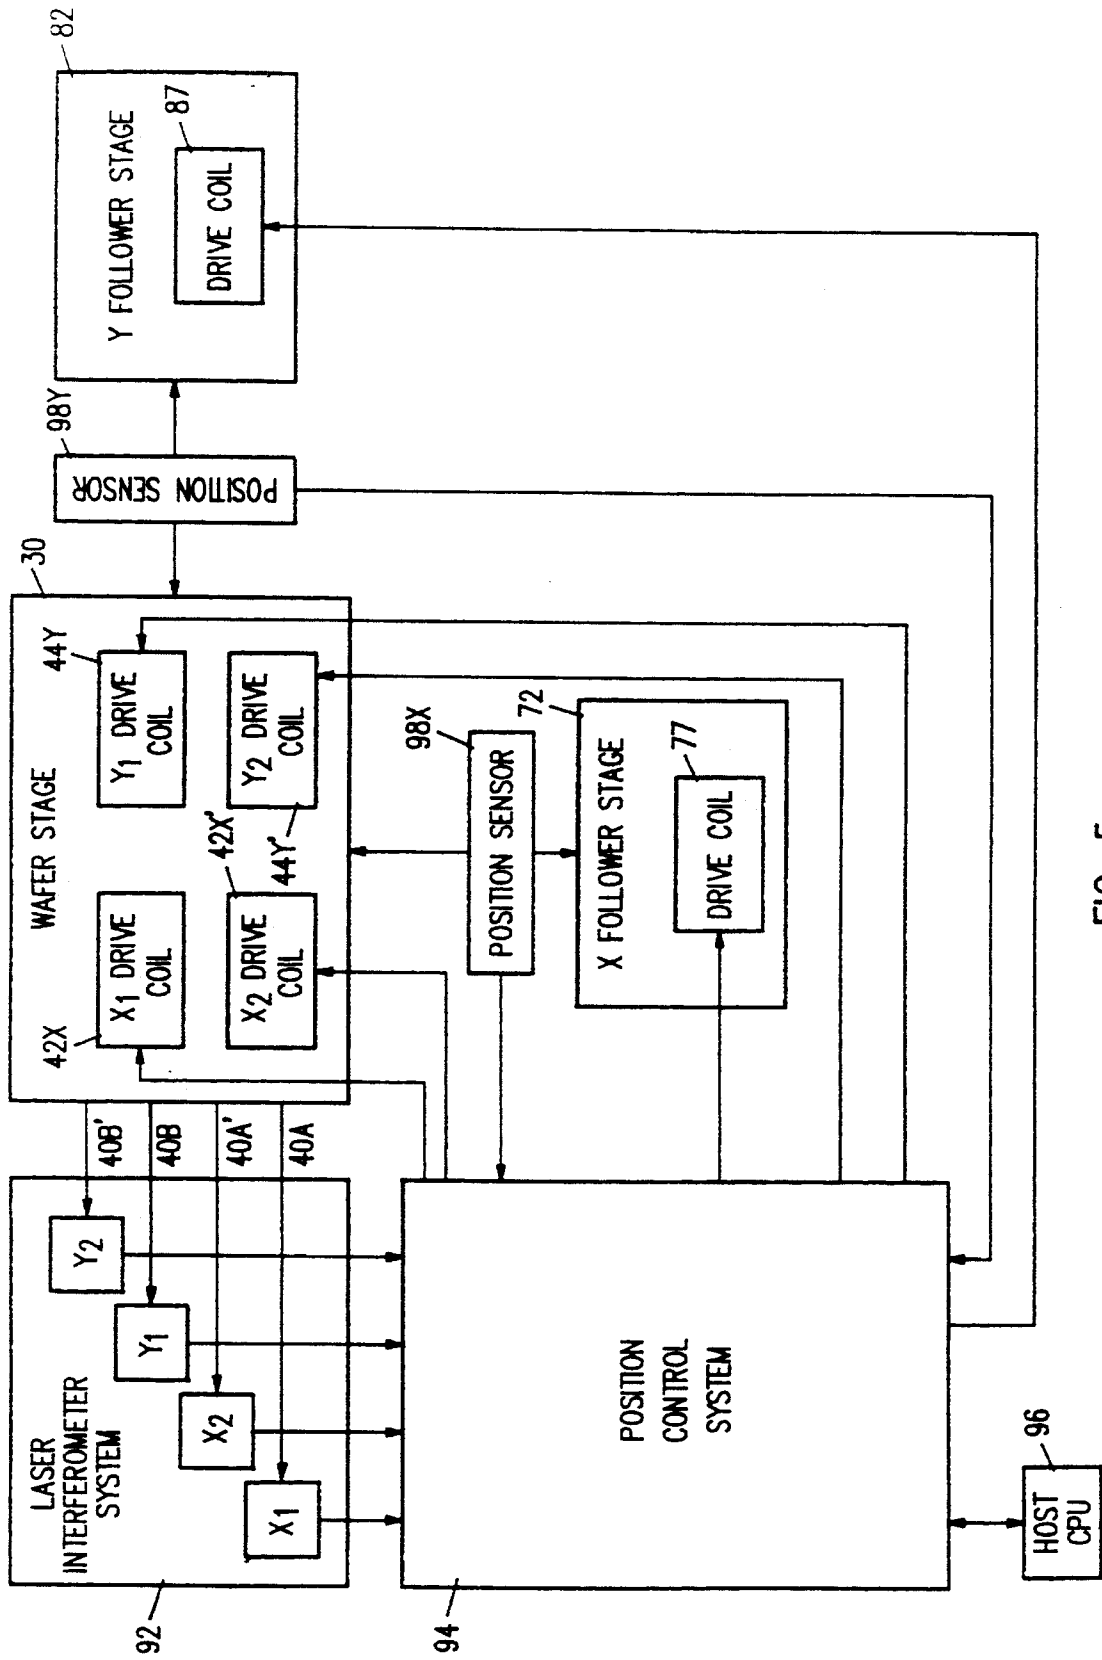 LASER
INTERFEROMETER
SYSTEM
92
Y2
Y1
X2
X1
40B'
40B
40A'
40A
WAFER STAGE
30
X1 DRIVE
COIL
42X
Y1 DRIVE
COIL
44Y
X2 DRIVE
COIL
42X'
Y2 DRIVE
COIL
44Y'
POSITION SENSOR
98Y
Y FOLLOWER STAGE
82
DRIVE COIL
87
POSITION SENSOR
98X
X FOLLOWER STAGE
72
DRIVE COIL
77
POSITION
CONTROL
SYSTEM
94
HOST
CPU
96